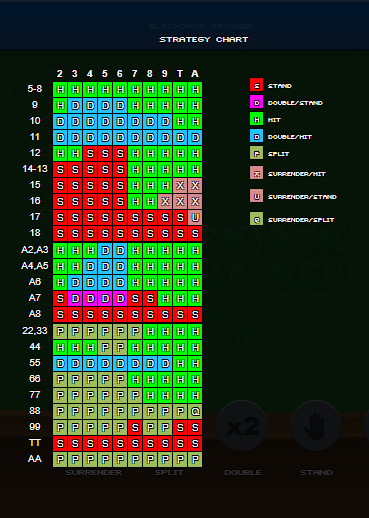 STRATEGY CHART
2 3 4 5 6 7 8 9 T A
5-8 H H H H H H H H H H
9 H D D D D H H H H H
10 D D D D D D D D H H
11 D D D D D D D D D D
12 H H S S S H H H H H
14-13 S S S S S H H H H H
15 S S S S S H H H X X
16 S S S S S H H X X X
17 S S S S S S S S S U
18 S S S S S S S S S S
A2,A3 H H H D D H H H H H
A4,A5 H H D D D H H H H H
A6 H D D D D H H H H H
A7 S D D D D S S H H H
A8 S S S S S S S S S S
22,33 P P P P P P H H H H
44 H H H P P H H H H H
55 D D D D D D D D H H
66 P P P P P H H H H H
77 P P P P P P H H H H
88 P P P P P P P P P Q
99 P P P P P S P P S S
TT S S S S S S S S S S
AA P P P P P P P P P P
S STAND
D DOUBLE/STAND
H HIT
D DOUBLE/HIT
P SPLIT
X SURRENDER/HIT
U SURRENDER/STAND
Q SURRENDER/SPLIT
x2
SURRENDER SPLIT DOUBLE STAND